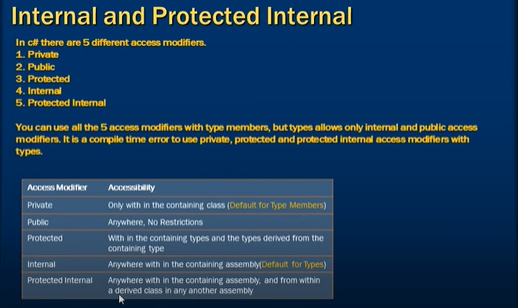 Internal and Protected Internal
In c# there are 5 different access modifiers.
1. Private
2. Public
3. Protected
4. Internal
5. Protected Internal
You can use all the 5 access modifiers with type members, but types allows only internal and public access
modifiers. It is a compile time error to use private, protected and protected internal access modifiers with
types.
Access Modifier Accessibility
Private Only with in the containing class (Default for Type Members)
Public Anywhere, No Restrictions
Protected With in the containing types and the types derived from the
containing type
Internal Anywhere with in the containing assembly(Default for Types)
Protected Internal Anywhere with in the containing assembly, and from within
a derived class in any another assembly